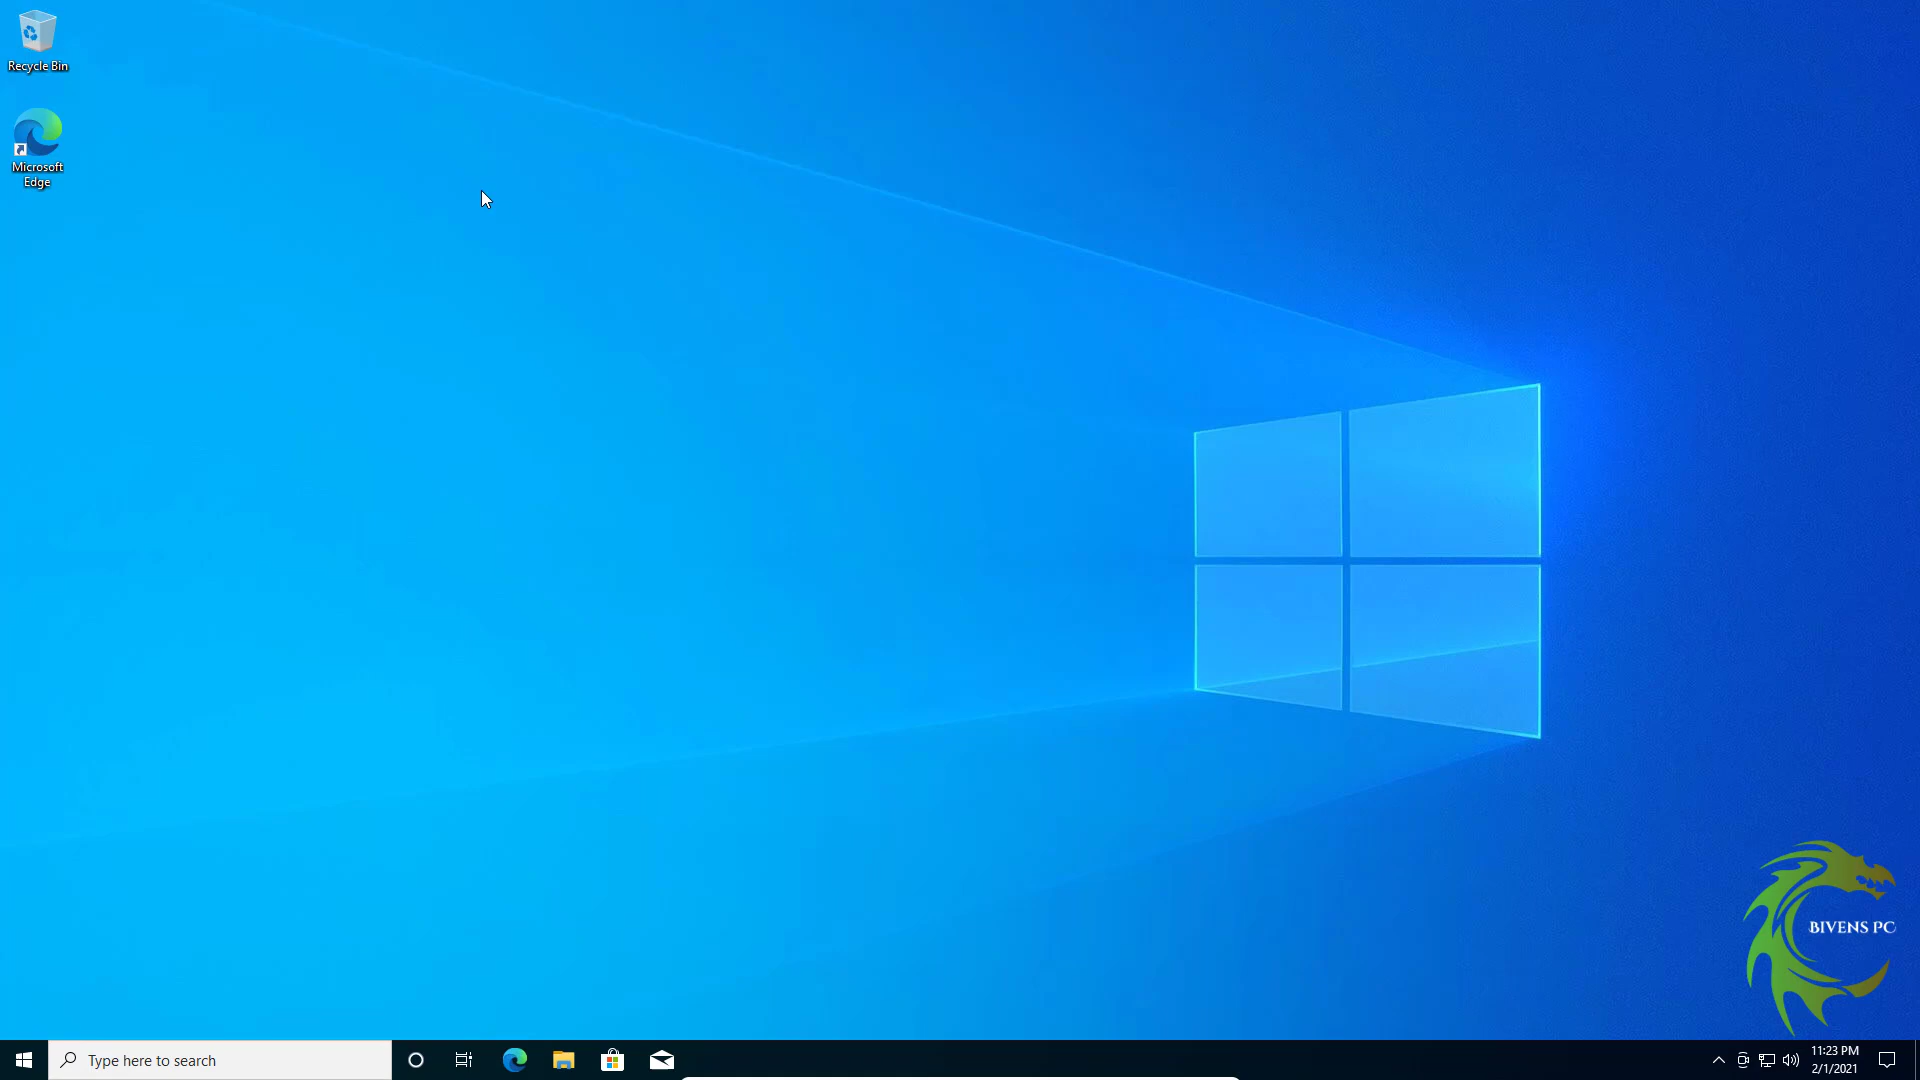 Recycle Bin
Microsoft
Edge
BIVENS PC
Type here to search
11:23 PM
2/1/2021